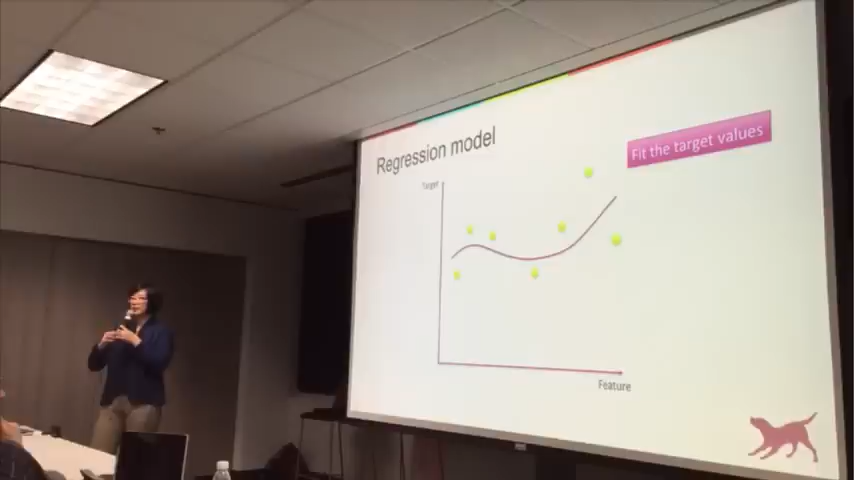 Regression model
Fit the target values
Target
Feature